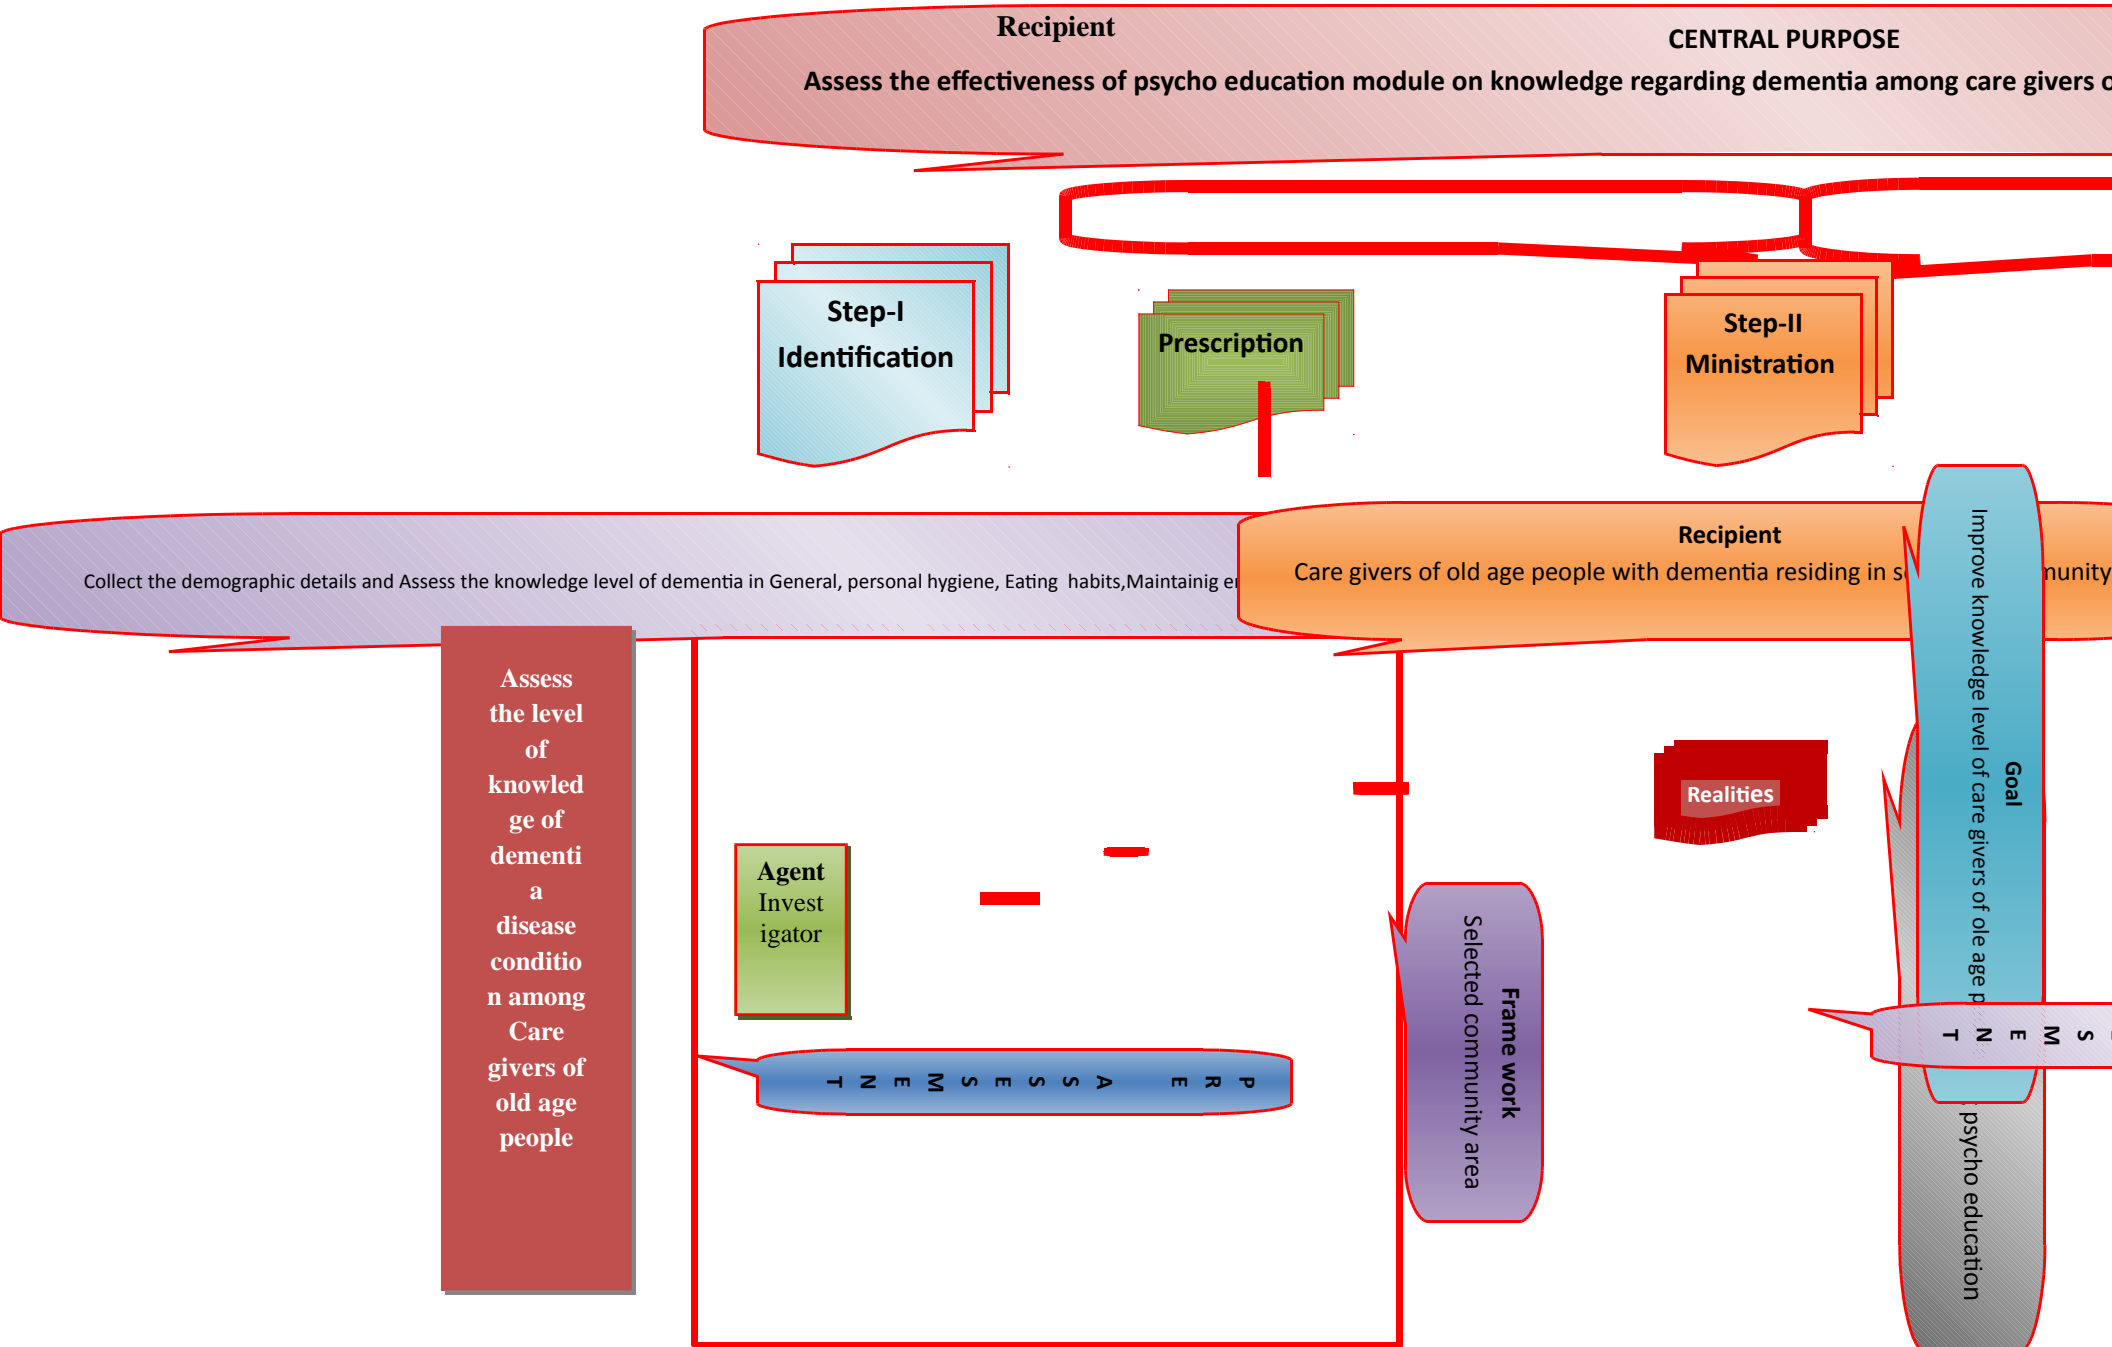 Recipient
CENTRAL PURPOSE
Assess the effectiveness of psycho education module on knowledge regarding dementia among care givers
Step-I
Identification
Prescription
Step-II
Ministration
Collect the demographic details and Assess the knowledge level of dementia in General, personal hygiene, Eating habits,Maintainig
Recipient
Care givers of old age people with dementia residing in
Goal
Improve knowledge level of care givers of ole age
Assess
the level
of
knowled
ge of
dementi
a
disease
conditio
n among
Care
givers of
old age
people
Realities
Agent
Invest
igator
Frame work
Selected community area
PRE ASSESSMENT
SMENT
psycho education